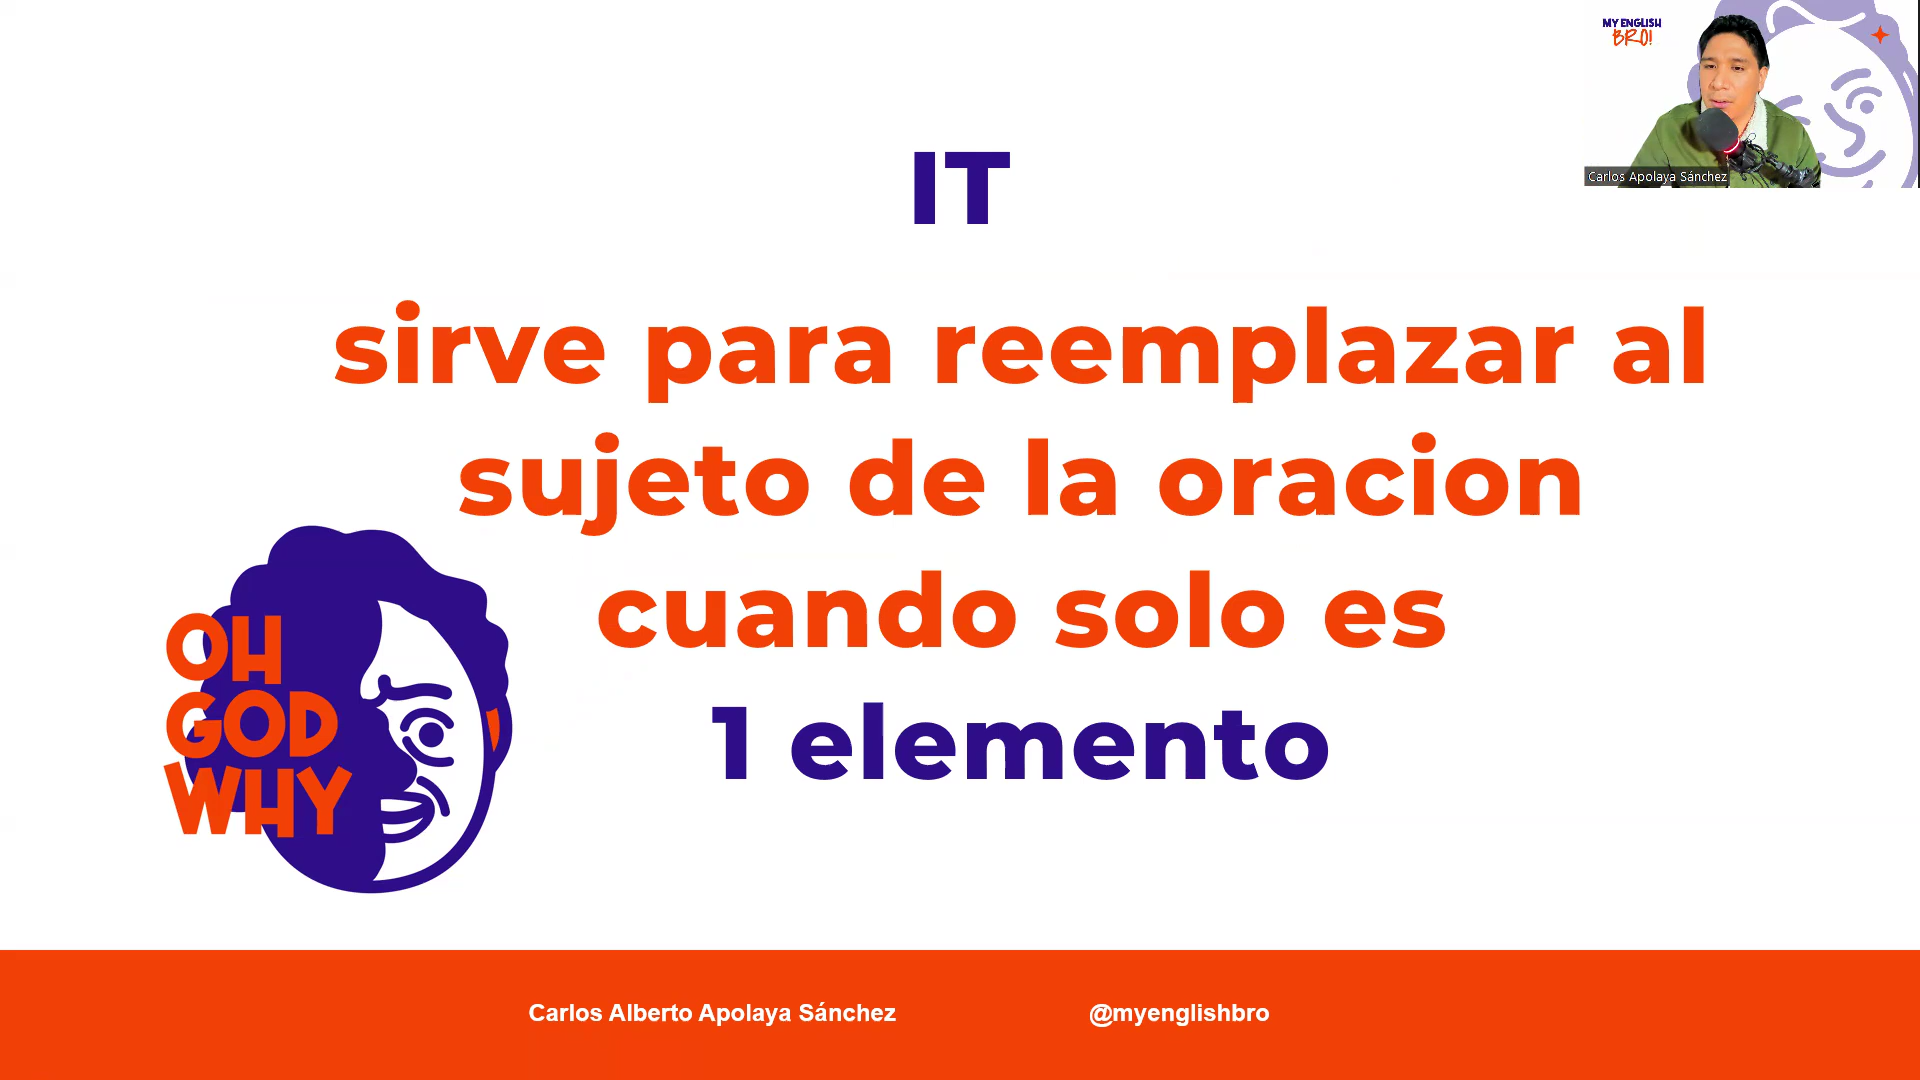 MY ENGLISH
BRO!
Carlos Apolaya Sánchez
IT
sirve para reemplazar al
sujeto de la oracion
cuando solo es
1 elemento
OH
GOD
WHY
Carlos Alberto Apolaya Sánchez
@myenglishbro